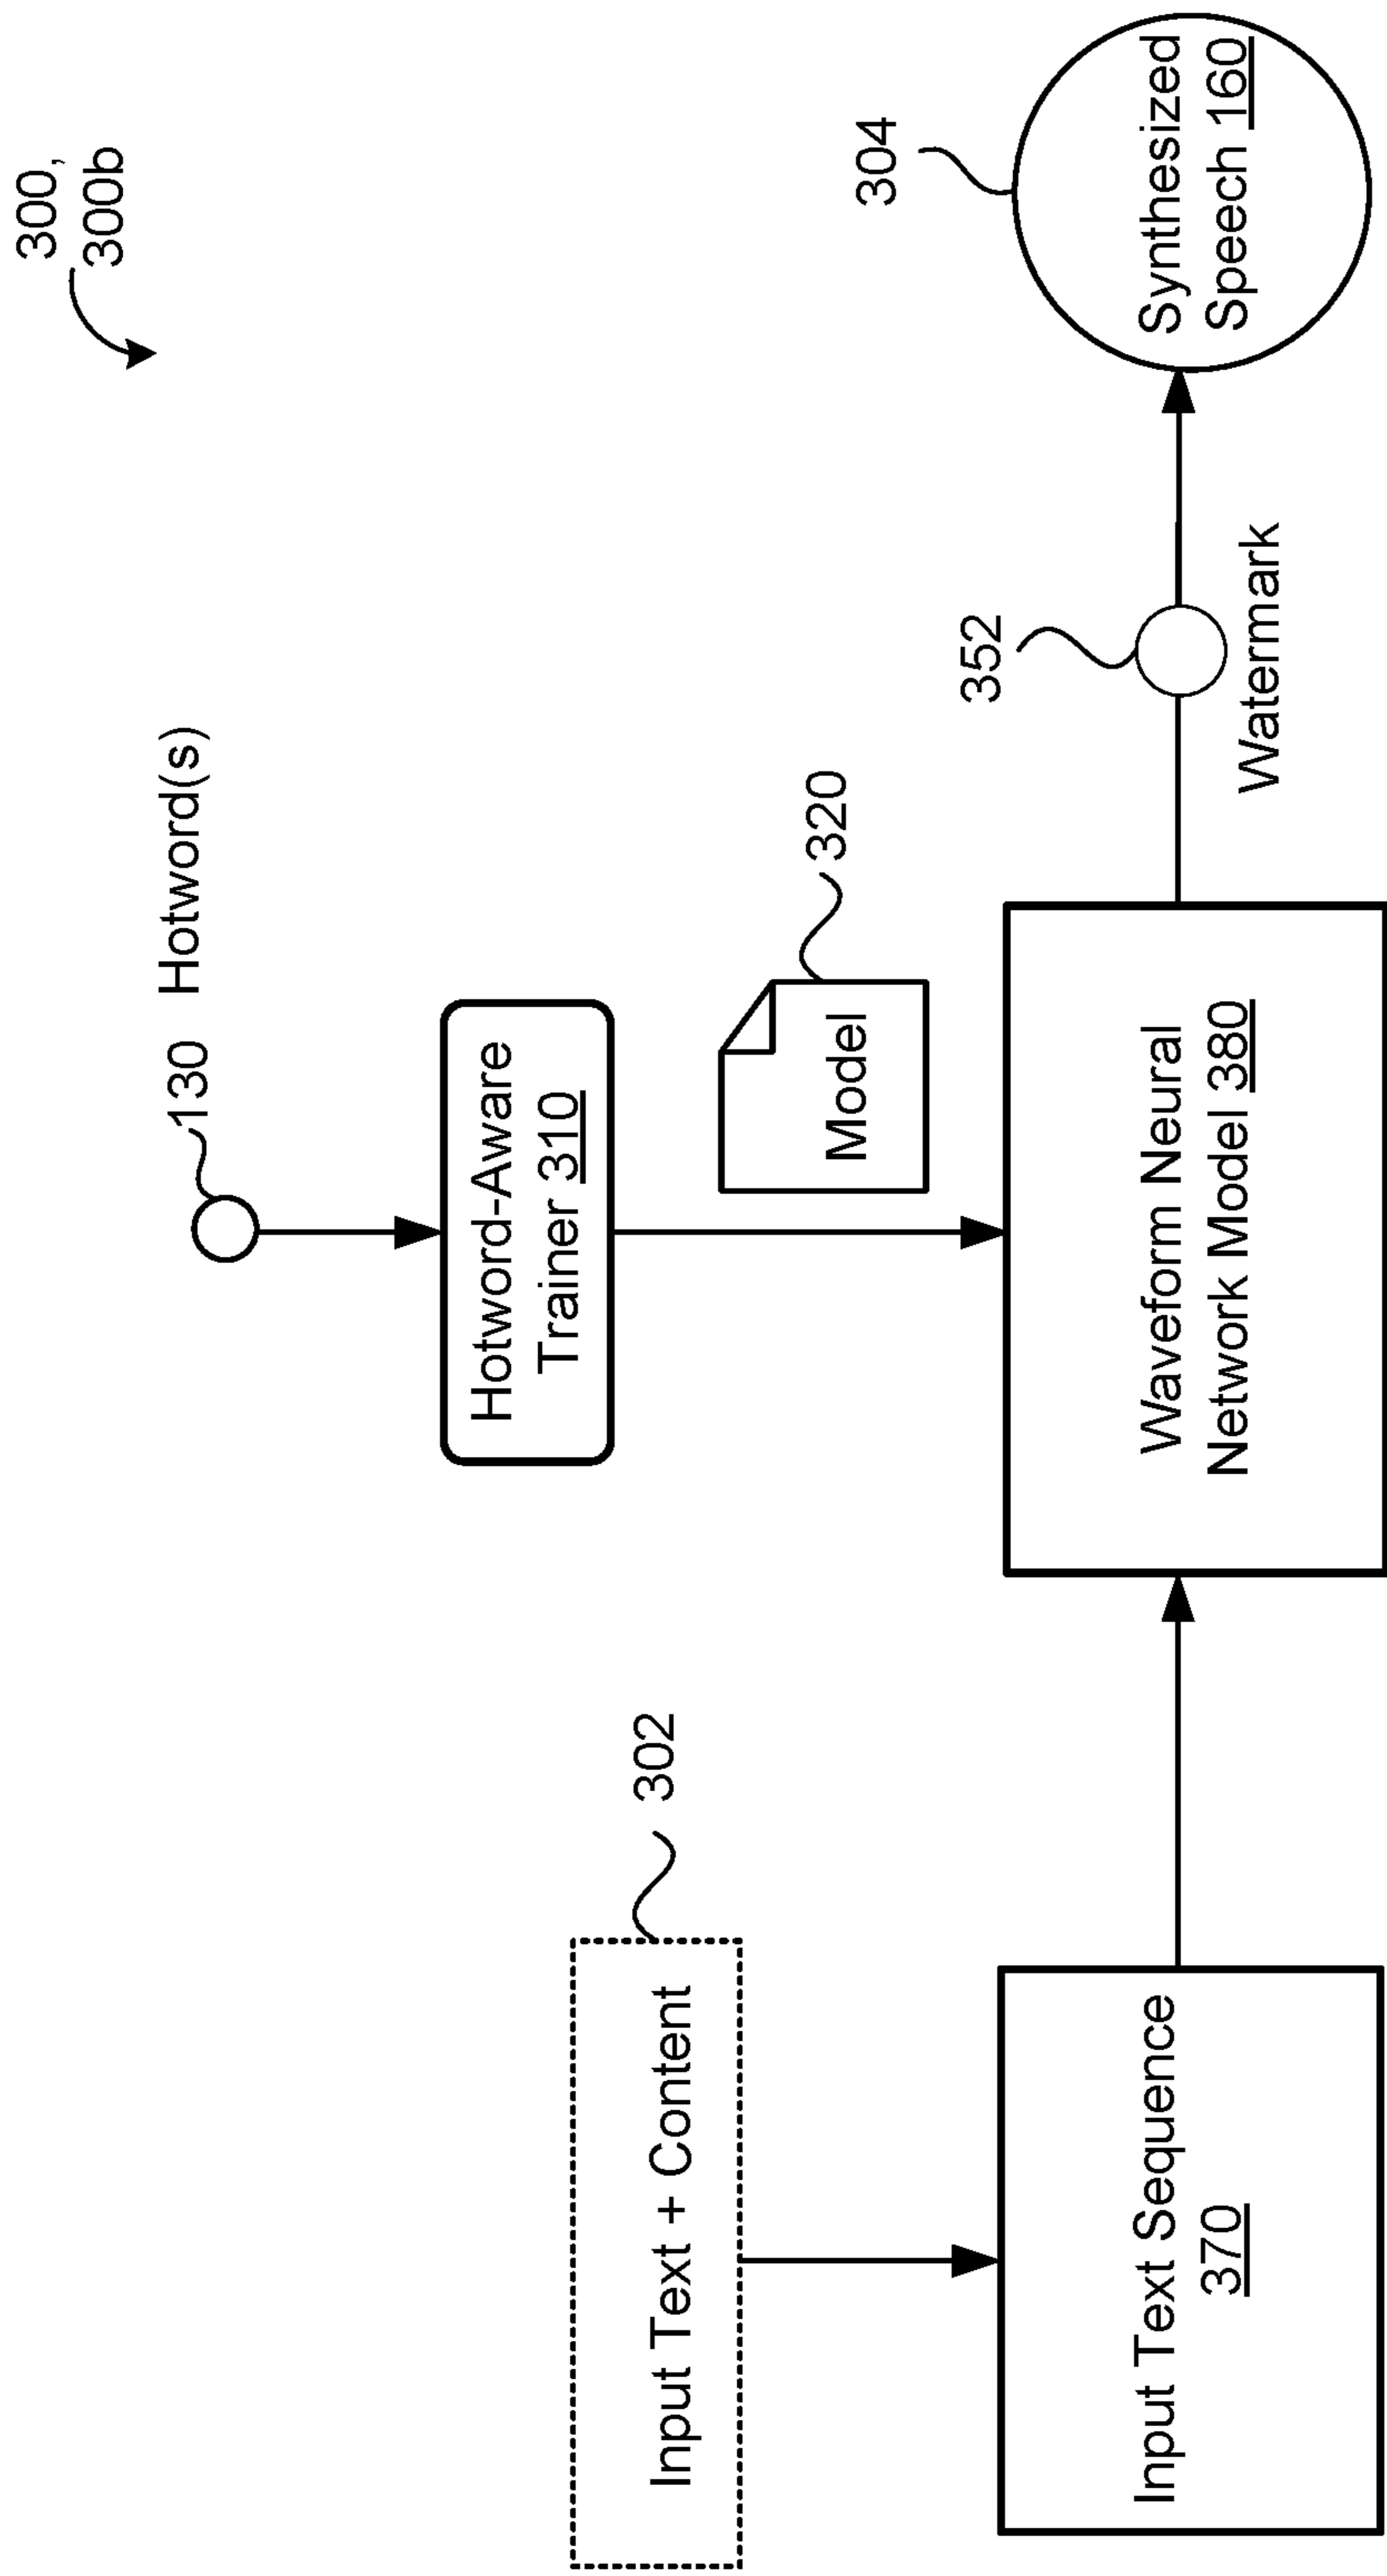 300,
300b
130
Hotword(s)
Hotword-Aware
Trainer 310
320
Model
302
Input Text + Content
Input Text Sequence
370
Waveform Neural
Network Model 380
352
Watermark
304
Synthesized
Speech 160